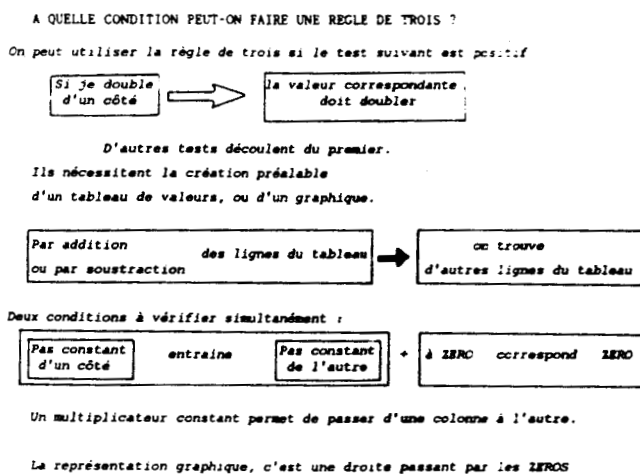 A QUELLE CONDITION PEUT-ON FAIRE UNE REGLE DE TROIS ?
On peut utiliser la règle de trois si le test suivant est positif
Si je double
d'un côté
la valeur correspondante
doit doubler
D'autres tests découlent du premier.
Ils nécessitent la création préalable
d'un tableau de valeurs, ou d'un graphique.
Par addition
ou par soustraction
des lignes du tableau
on trouve
d'autres lignes du tableau
Deux conditions à vérifier simultanément :
Pas constant
d'un côté
entraine
Pas constant
de l'autre
+
à ZERO correspond ZERO
Un multiplicateur constant permet de passer d'une colonne à l'autre.
La représentation graphique, c'est une droite passant par les ZEROS